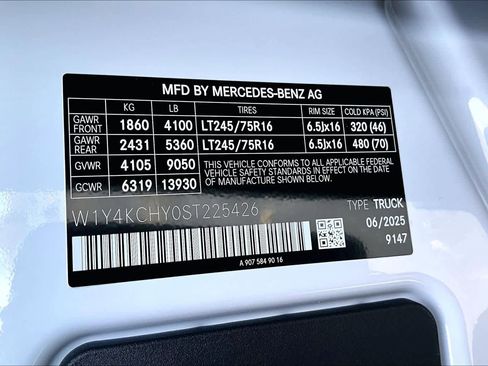 MFD BY MERCEDES-BENZ AG
KG LB TIRES RIM SIZE COLD KPA (PSI)
GAWR FRONT 1860 4100 LT245/75R16 6.5Jx16 320 (46)
GAWR REAR 2431 5360 LT245/75R16 6.5Jx16 480 (70)
GVWR 4105 9050 THIS VEHICLE CONFORMS TO ALL APPLICABLE
FEDERAL MOTOR VEHICLE SAFETY STANDARDS IN
GCWR 6319 13930 EFFECT ON THE DATE OF MANUFACTURE SHOWN ABOVE.
W1Y4KCHY0ST225426 TYPE TRUCK
06/2025
9147
A 907 584 90 16